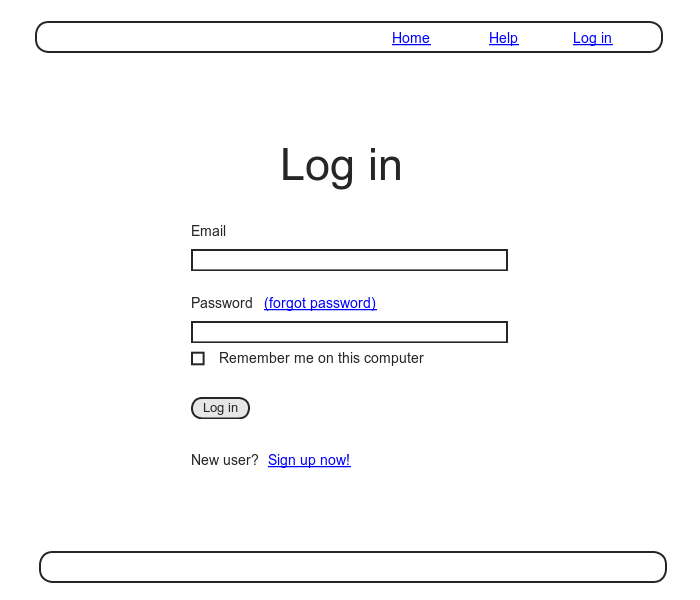 Home Help Log in
Log in
Email
Password (forgot password)
Remember me on this computer
Log in
New user? Sign up now!